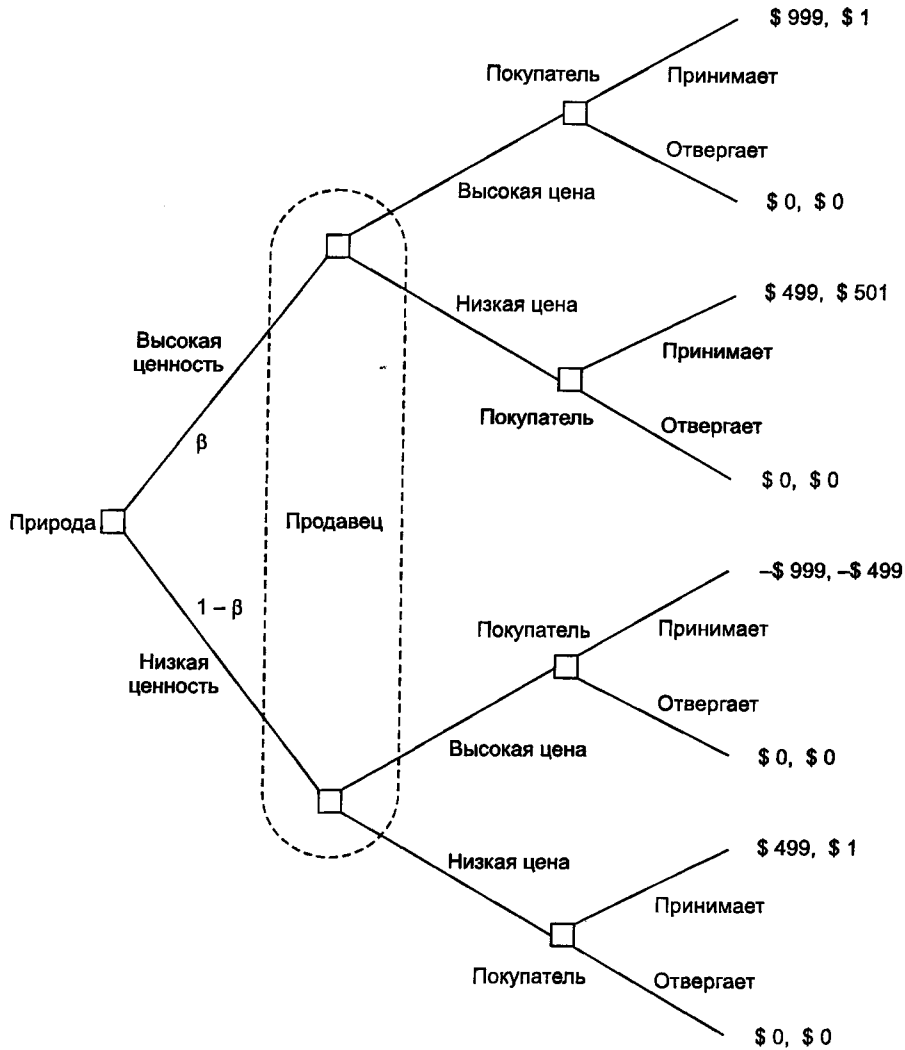 $ 999, $ 1
Покупатель
Принимает
Отвергает
Высокая цена
$ 0, $ 0
$ 499, $ 501
Низкая цена
Принимает
Высокая
ценность
Покупатель
Отвергает
β
$ 0, $ 0
Природа
Продавец
–$ 999, –$ 499
1 – β
Покупатель
Принимает
Низкая
ценность
Отвергает
Высокая цена
$ 0, $ 0
$ 499, $ 1
Низкая цена
Принимает
Покупатель
Отвергает
$ 0, $ 0